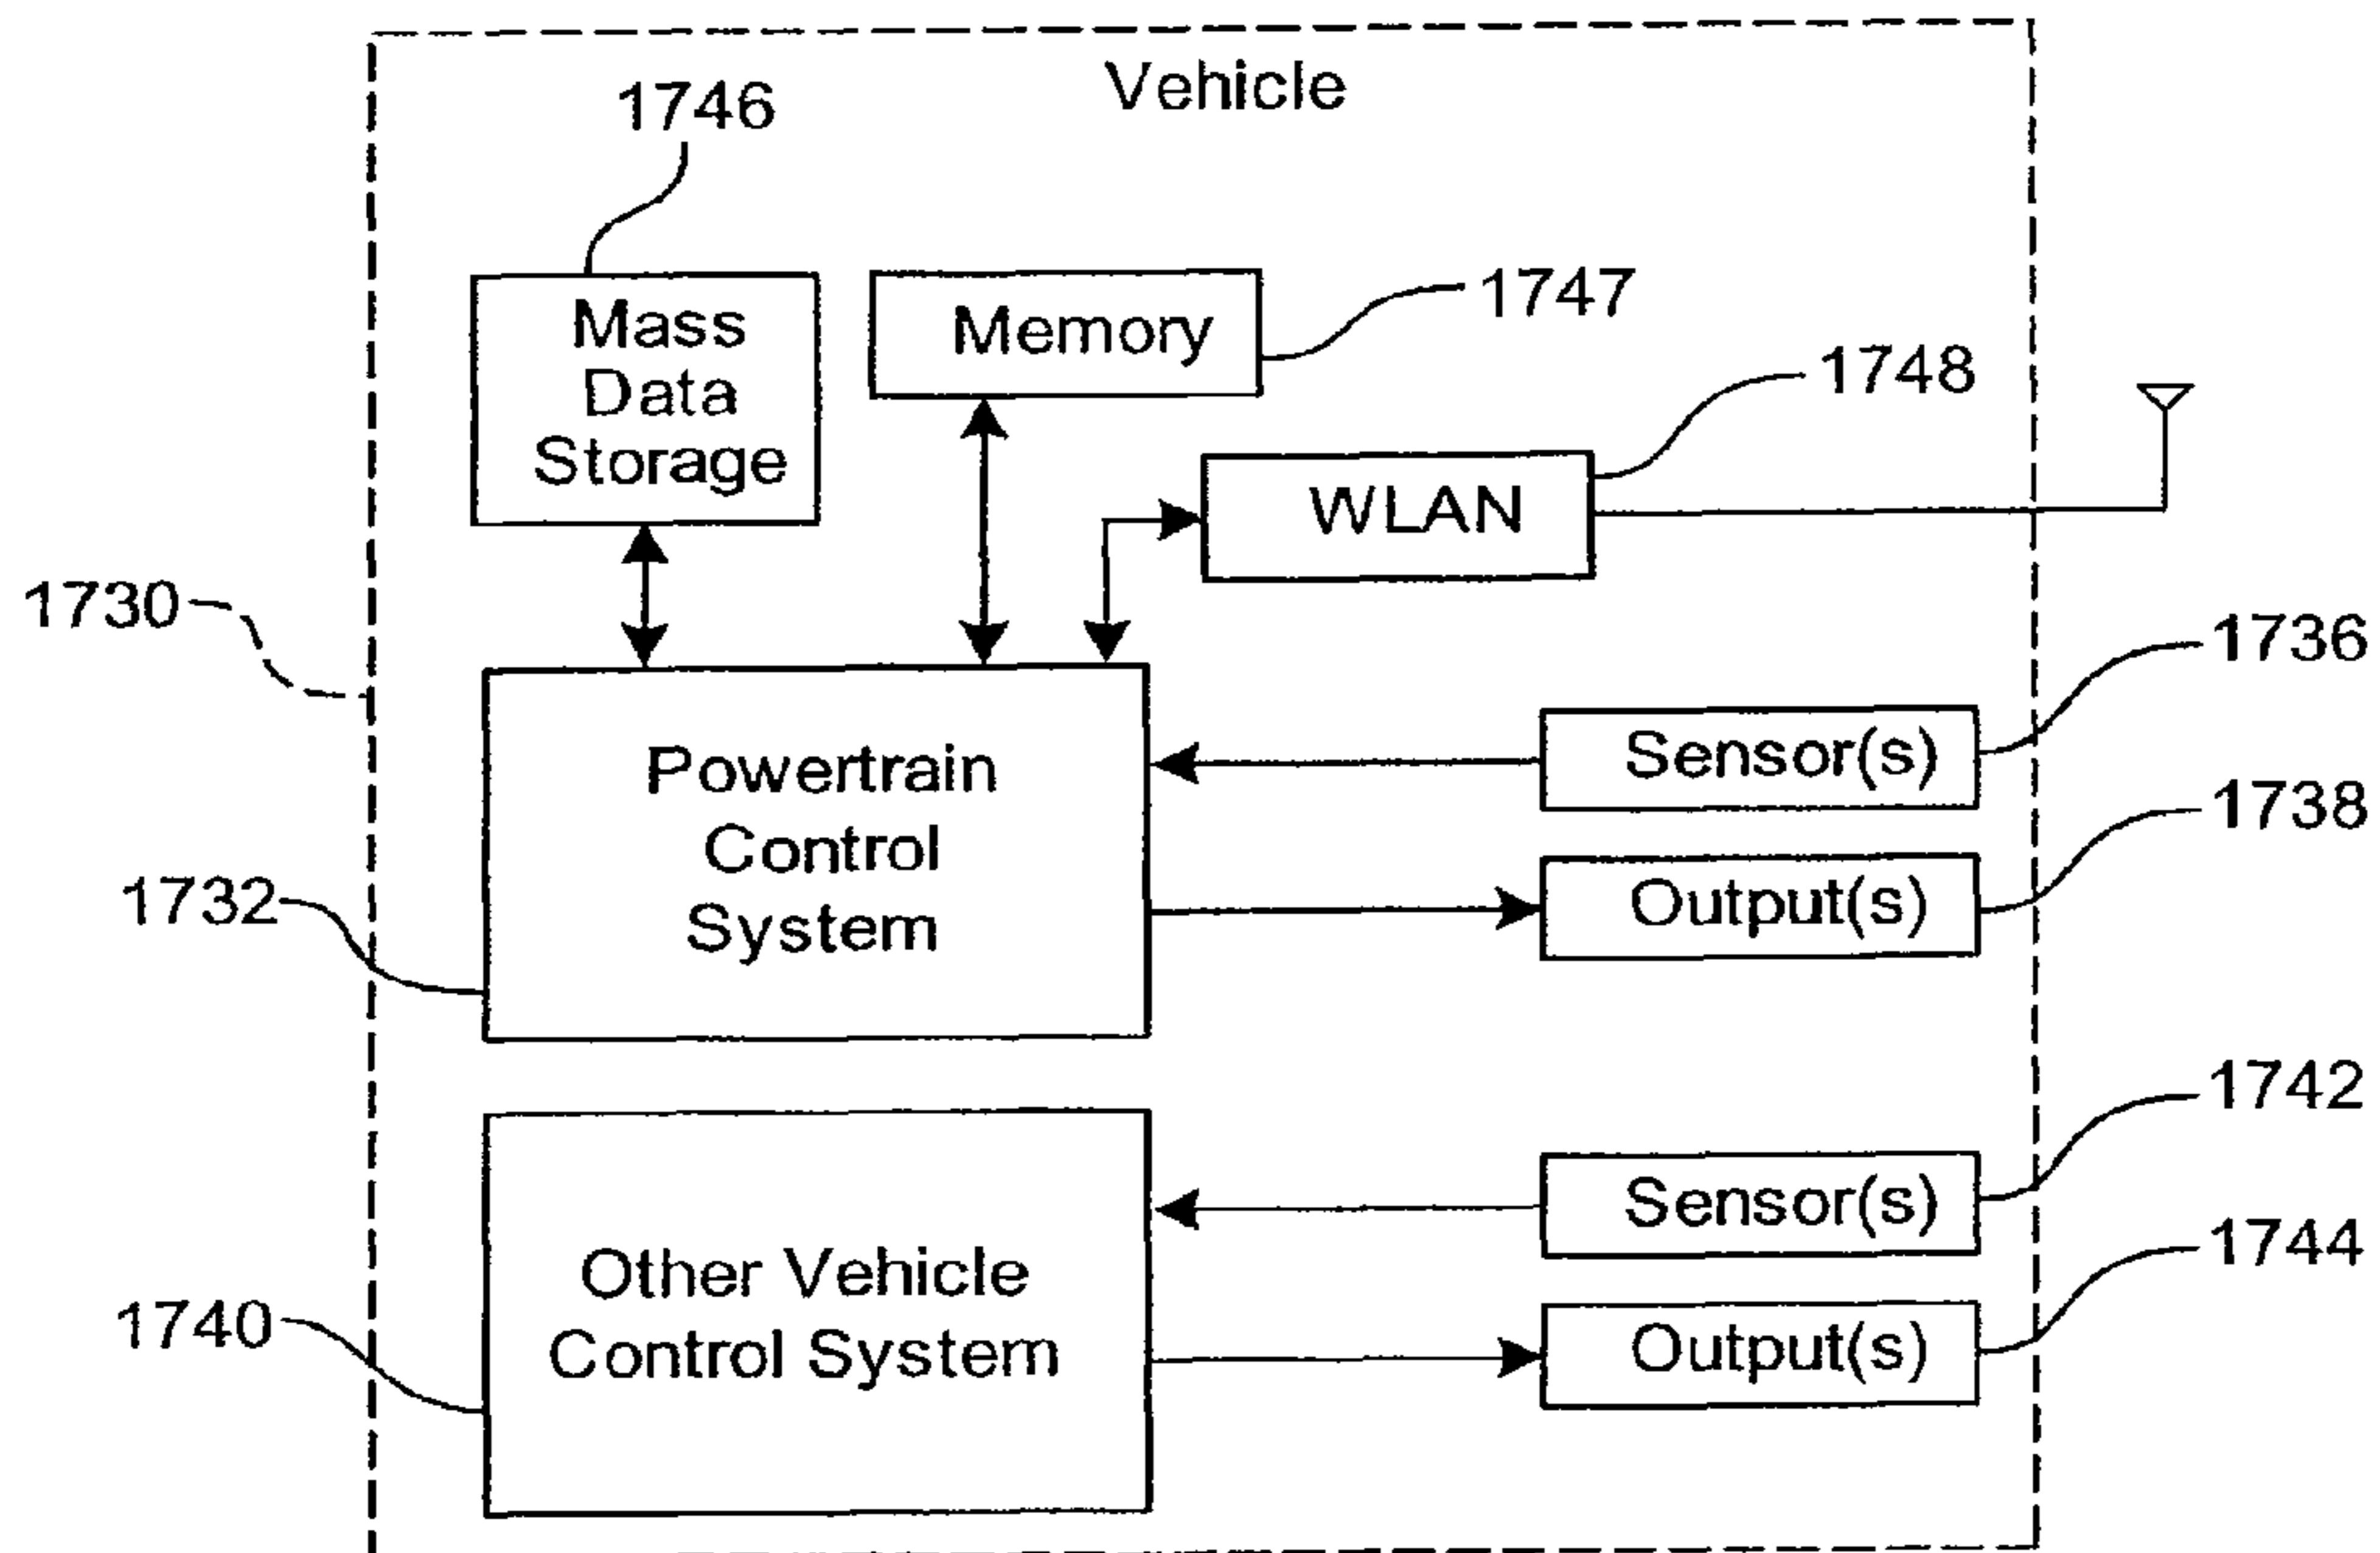 Vehicle
1746
Mass
Data
Storage
Memory
1747
1748
WLAN
1730
1736
Sensor(s)
Powertrain
Control
System
1738
Output(s)
1732
1742
Sensor(s)
1744
Other Vehicle
Control System
Output(s)
1740